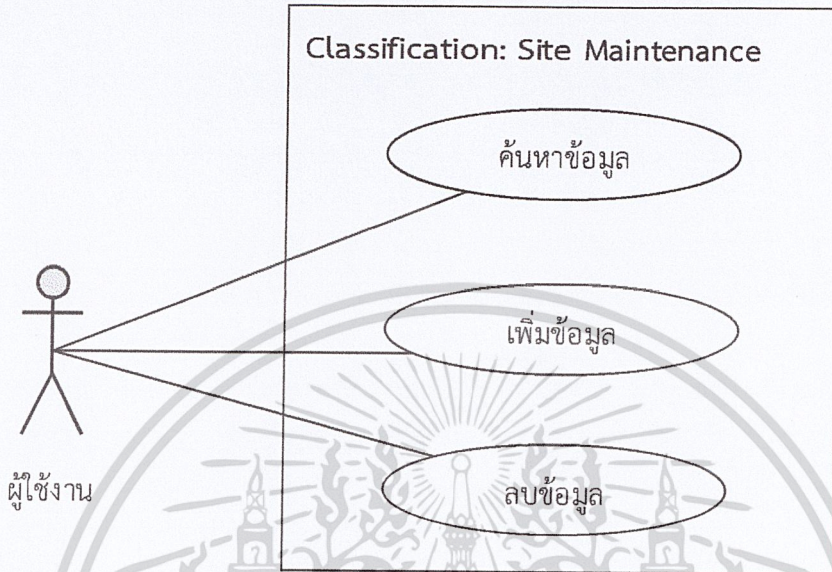 Classification: Site Maintenance
ค้นหาข้อมูล
เพิ่มข้อมูล
ลบข้อมูล
ผู้ใช้งาน